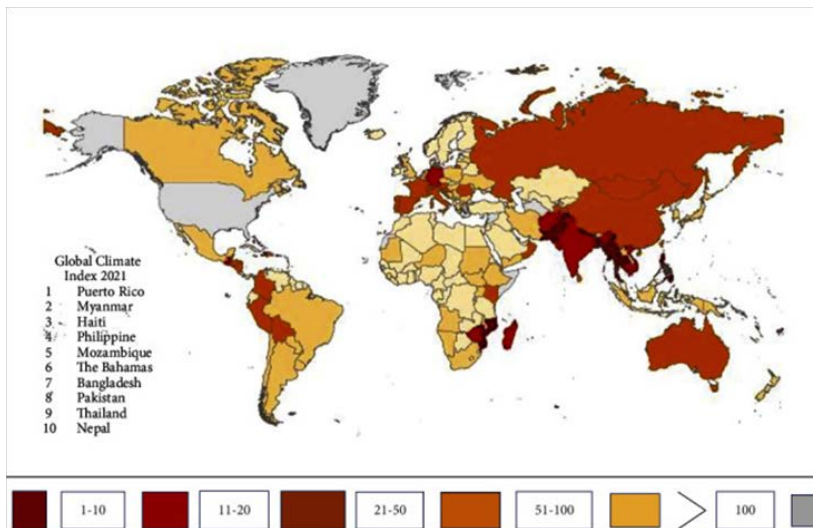 Global Climate
Index 2021
1 Puerto Rico
2 Myanmar
3 Haiti
4 Philippine
5 Mozambique
6 The Bahamas
7 Bangladesh
8 Pakistan
9 Thailand
10 Nepal
1-10 11-20 21-50 51-100 > 100